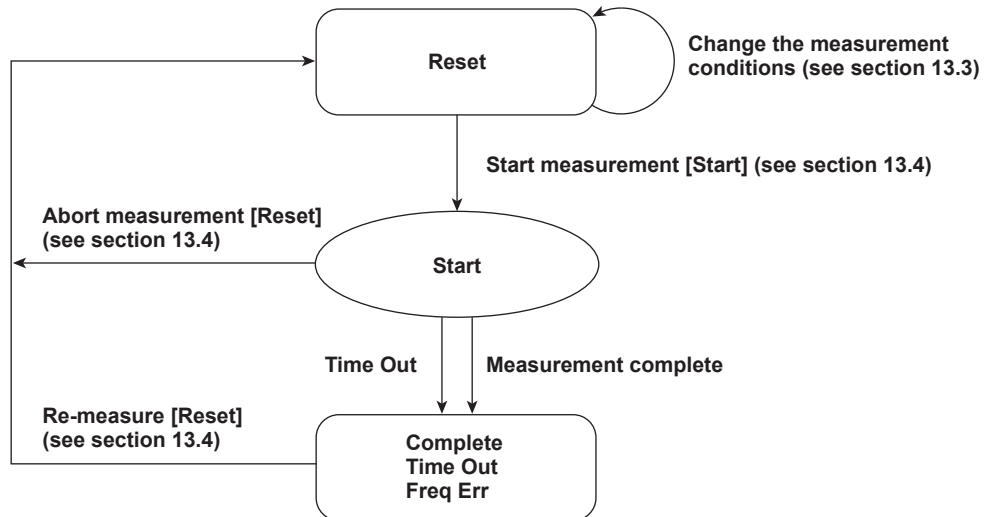 Reset
Change the measurement
conditions (see section 13.3)
Start measurement [Start] (see section 13.4)
Abort measurement [Reset]
(see section 13.4)
Start
Time Out
Measurement complete
Re-measure [Reset]
(see section 13.4)
Complete
Time Out
Freq Err